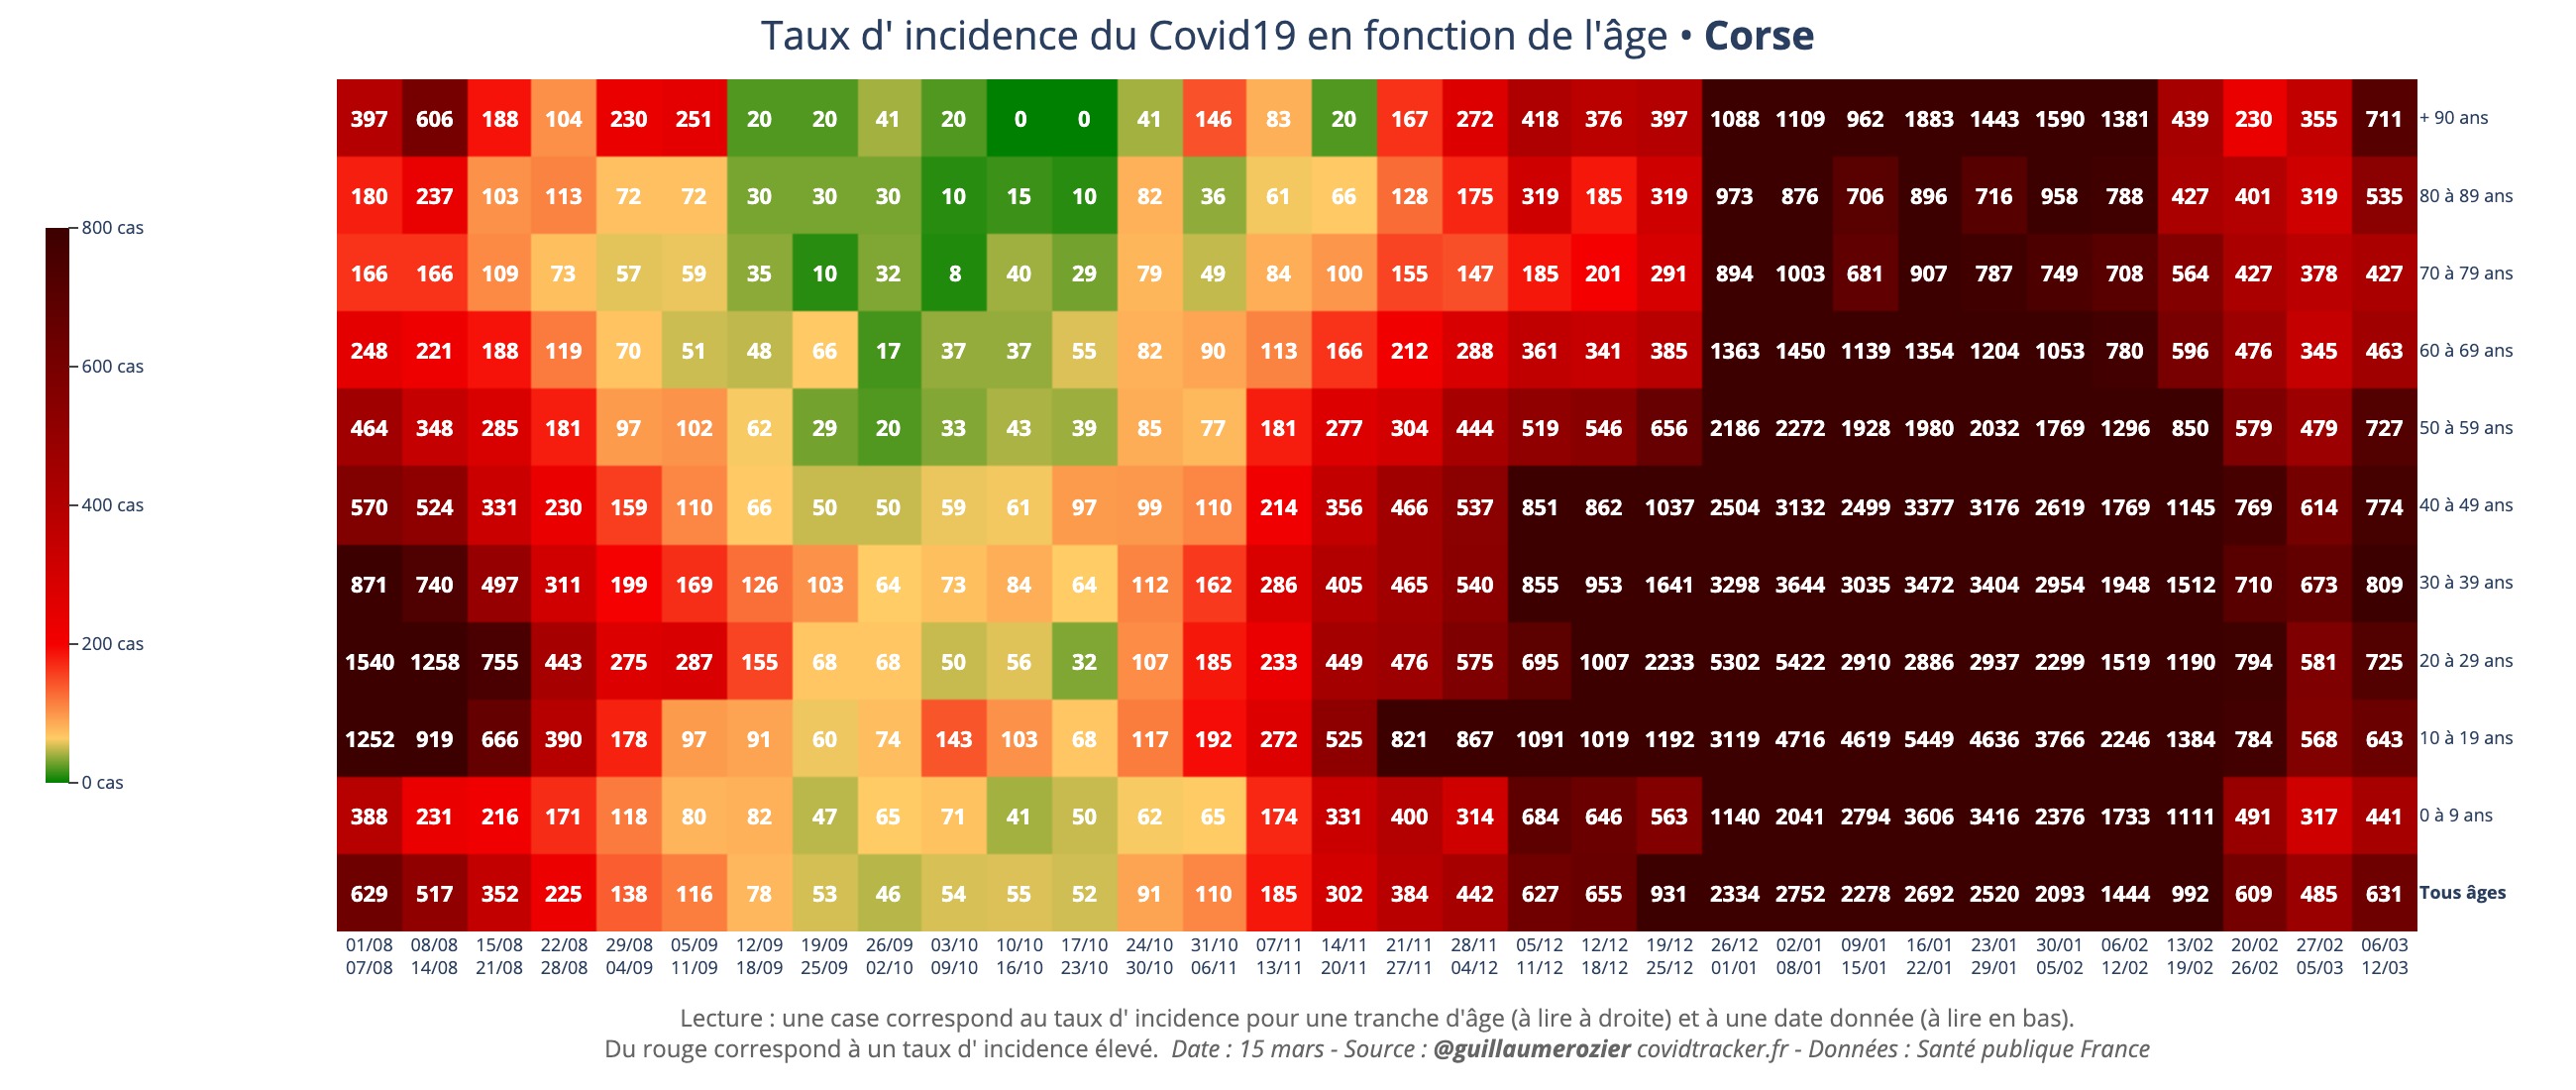 Taux d' incidence du Covid19 en fonction de l'âge • Corse
397 606 188 104 230 251 20 20 41 20 0 0 41 146 83 20 167 272 418 376 397 1088 1109 962 1883 1443 1590 1381 439 230 355 711 + 90 ans
180 237 103 113 72 72 30 30 30 10 15 10 82 36 61 66 128 175 319 185 319 973 876 706 896 716 958 788 427 401 319 535 80 à 89 ans
800 cas
166 166 109 73 57 59 35 10 32 8 40 29 79 49 84 100 155 147 185 201 291 894 1003 681 907 787 749 708 564 427 378 427 70 à 79 ans
248 221 188 119 70 51 48 66 17 37 37 55 82 90 113 166 212 288 361 341 385 1363 1450 1139 1354 1204 1053 780 596 476 345 463 60 à 69 ans
600 cas
464 348 285 181 97 102 62 29 20 33 43 39 85 77 181 277 304 444 519 546 656 2186 2272 1928 1980 2032 1769 1296 850 579 479 727 50 à 59 ans
400 cas
570 524 331 230 159 110 66 50 50 59 61 97 99 110 214 356 466 537 851 862 1037 2504 3132 2499 3377 3176 2619 1769 1145 769 614 774 40 à 49 ans
871 740 497 311 199 169 126 103 64 73 84 64 112 162 286 405 465 540 855 953 1641 3298 3644 3035 3472 3404 2954 1948 1512 710 673 809 30 à 39 ans
200 cas
1540 1258 755 443 275 287 155 68 68 50 56 32 107 185 233 449 476 575 695 1007 2233 5302 5422 2910 2886 2937 2299 1519 1190 794 581 725 20 à 29 ans
1252 919 666 390 178 97 91 60 74 143 103 68 117 192 272 525 821 867 1091 1019 1192 3119 4716 4619 5449 4636 3766 2246 1384 784 568 643 10 à 19 ans
0 cas
388 231 216 171 118 80 82 47 65 71 41 50 62 65 174 331 400 314 684 646 563 1140 2041 2794 3606 3416 2376 1733 1111 491 317 441 0 à 9 ans
629 517 352 225 138 116 78 53 46 54 55 52 91 110 185 302 384 442 627 655 931 2334 2752 2278 2692 2520 2093 1444 992 609 485 631 Tous âges
01/08 08/08 15/08 22/08 29/08 05/09 12/09 19/09 26/09 03/10 10/10 17/10 24/10 31/10 07/11 14/11 21/11 28/11 05/12 12/12 19/12 26/12 02/01 09/01 16/01 23/01 30/01 06/02 13/02 20/02 27/02 06/03
07/08 14/08 21/08 28/08 04/09 11/09 18/09 25/09 02/10 09/10 16/10 23/10 30/10 06/11 13/11 20/11 27/11 04/12 11/12 18/12 25/12 01/01 08/01 15/01 22/01 29/01 05/02 12/02 19/02 26/02 05/03 12/03
Lecture : une case correspond au taux d' incidence pour une tranche d'âge (à lire à droite) et à une date donnée (à lire en bas).
Du rouge correspond à un taux d' incidence élevé. Date : 15 mars - Source : @guillaumerozier covidtracker.fr - Données : Santé publique France